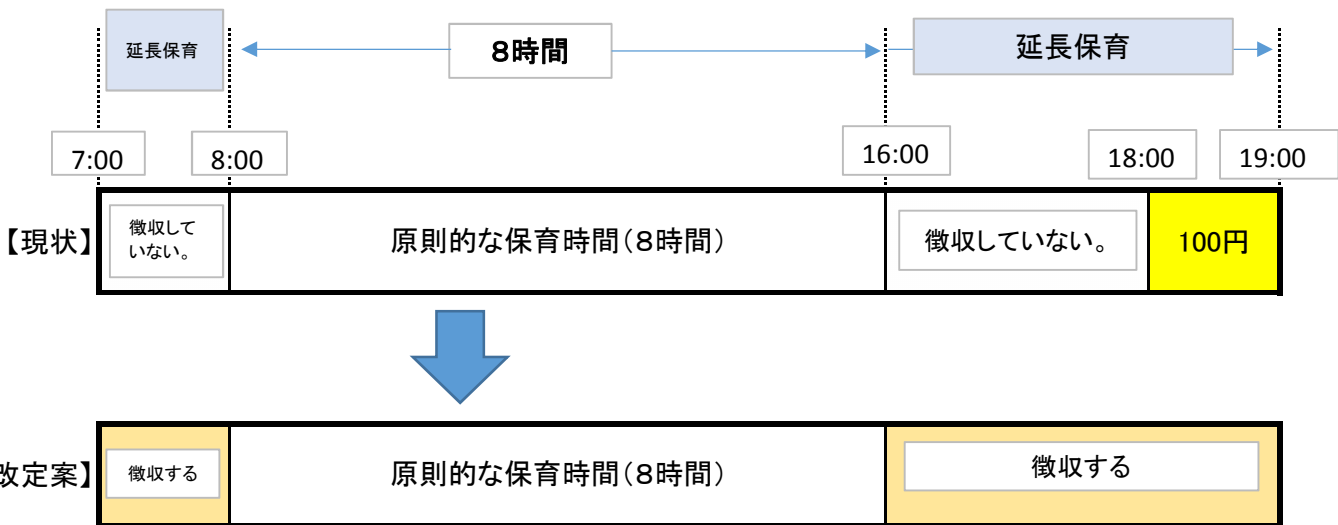 延長保育
8時間
延長保育
7:00
8:00
16:00
18:00
19:00
【現状】
徴収して
いない。
原則的な保育時間(8時間)
徴収していない。
100円
改定案】
徴収する
原則的な保育時間(8時間)
徴収する